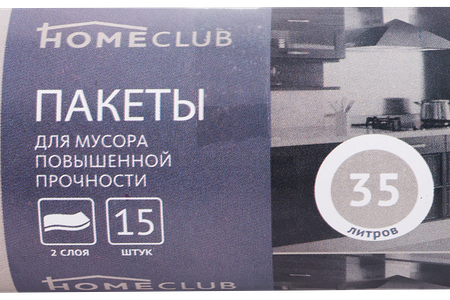 HOMECLUB
ПАКЕТЫ
ДЛЯ МУСОРА
ПОВЫШЕННОЙ
ПРОЧНОСТИ
2 СЛОЯ
15
ШТУК
35
литров
HOMECLUB